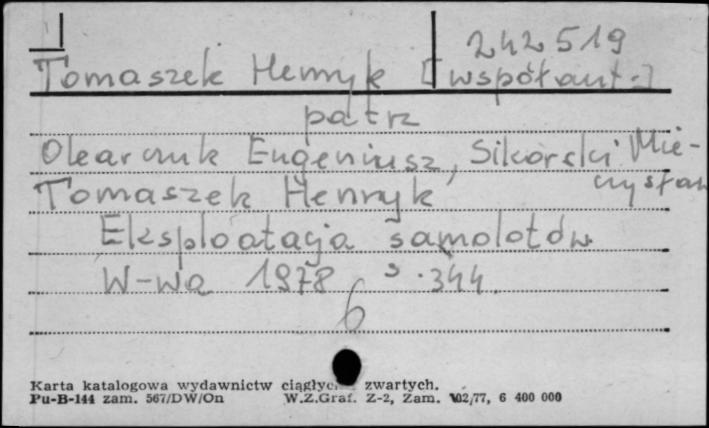 242519
Tomaszek Henryk [współaut.]
patrz
Olearczuk Eugeniusz, Sikorski Mie-
czysław
Tomaszek Henryk
Eksploatacja samolotów
W-wa 1978 s. 344.
6
Karta katalogowa wydawnictw zwartych.
Pu-B-144 zam. 567/DW/On W.Z.Graf. Z-2, Zam. 102/77, 6 400 000